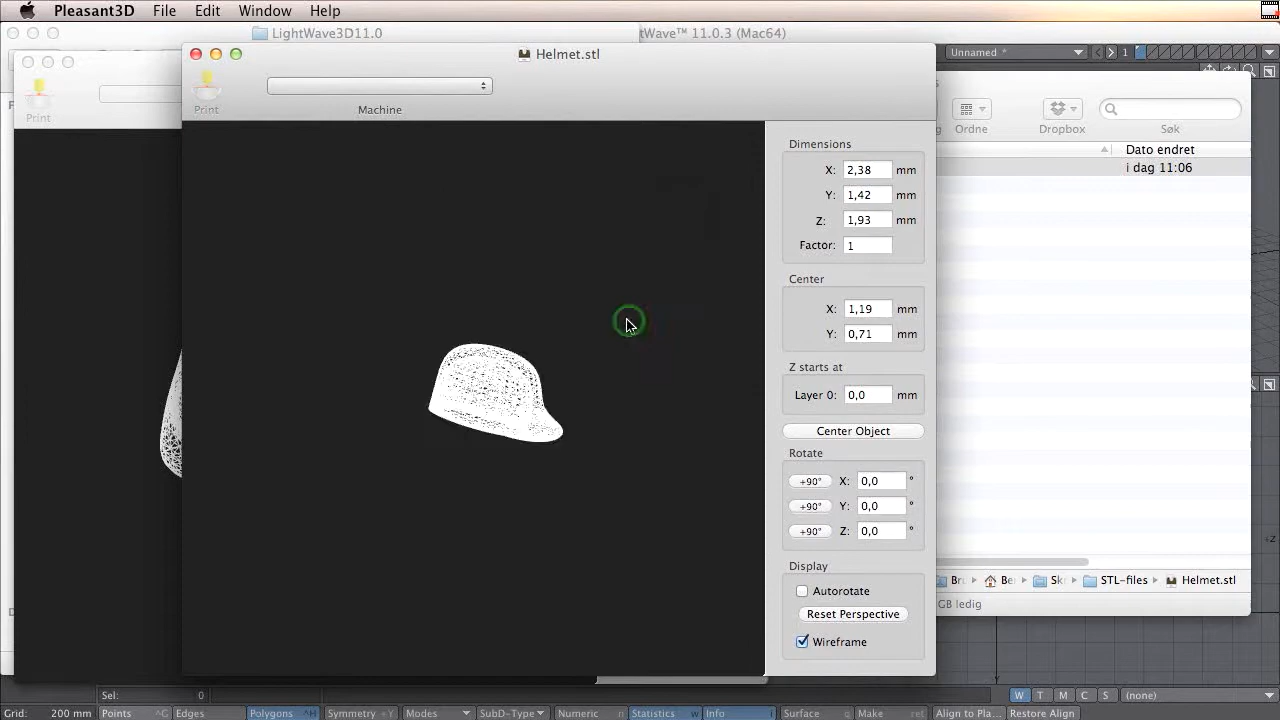 Pleasant3D File Edit Window Help
LightWave3D11.0
tWave™ 11.0.3 (Mac64)
Unnamed *
1
Helmet.stl
Print
Machine
Print
Ordne
Dropbox
Søk
Dato endret
i dag 11:06
Dimensions
X: 2,38 mm
Y: 1,42 mm
Z: 1,93 mm
Factor: 1
Center
X: 1,19 mm
Y: 0,71 mm
Z starts at
Layer 0: 0,0 mm
Center Object
Rotate
+90° X: 0,0 °
+90° Y: 0,0 °
+90° Z: 0,0 °
Display
Autorotate
Reset Perspective
Wireframe
Bru Be Sk STL-files Helmet.stl
GB ledig
Sel: 0
W T M C S (none)
Grid: 200 mm Points ^G Edges Polygons ^H Symmetry +Y Modes SubD-Type Numeric n Statistics w Info i Surface q Make ret Align to Pla... Restore Align